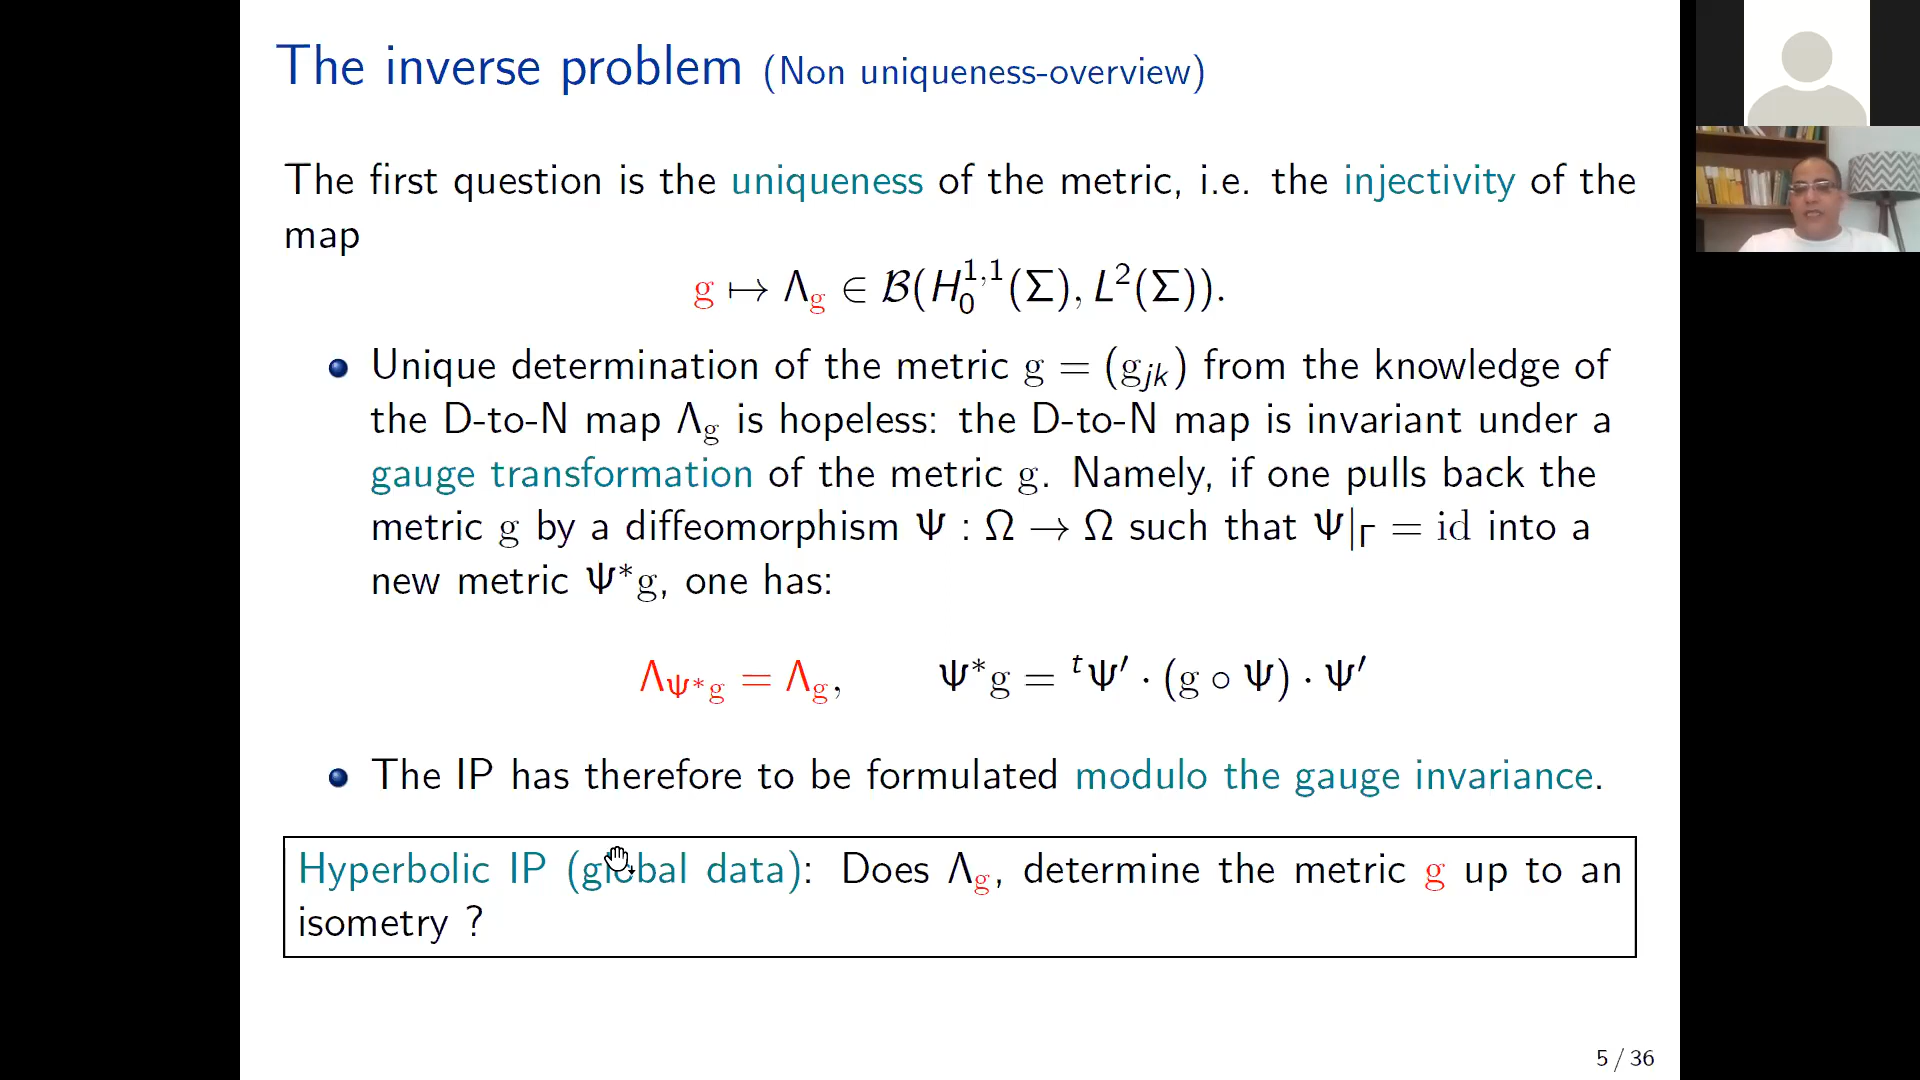 The inverse problem (Non uniqueness-overview)
The first question is the uniqueness of the metric, i.e. the injectivity of the
map
g ↦ Λ_g ∈ ℬ(H_0^{1,1}(Σ), L^2(Σ)).
Unique determination of the metric g = (g_{jk}) from the knowledge of
the D-to-N map Λ_g is hopeless: the D-to-N map is invariant under a
gauge transformation of the metric g. Namely, if one pulls back the
metric g by a diffeomorphism Ψ : Ω → Ω such that Ψ|_Γ = id into a
new metric Ψ*g, one has:
Λ_{Ψ*g} = Λ_g, Ψ*g = ^tΨ′ · (g ∘ Ψ) · Ψ′
The IP has therefore to be formulated modulo the gauge invariance.
Hyperbolic IP (global data): Does Λ_g, determine the metric g up to an
isometry ?
5 / 36